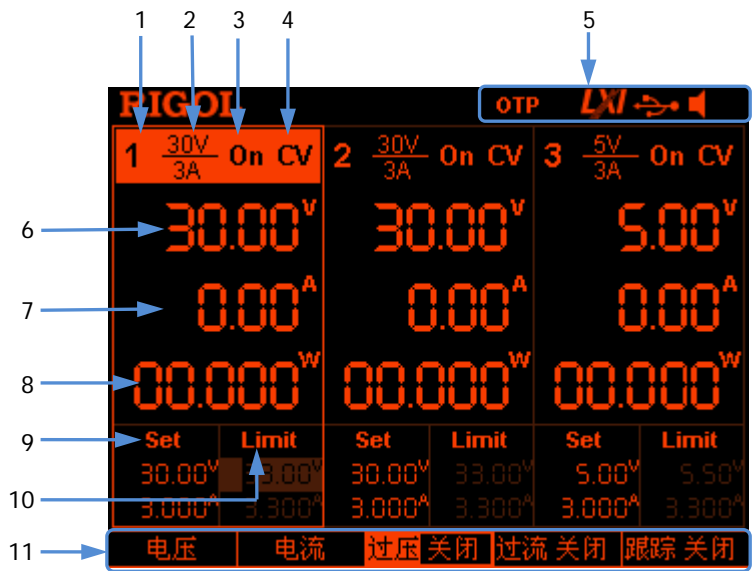 1 2 3 4 5
RIGOL OTP LXI
1 30V/3A On CV 2 30V/3A On CV 3 5V/3A On CV
6 30.00V 30.00V 5.00V
7 0.00A 0.00A 0.00A
8 00.000W 00.000W 00.000W
9 Set Limit Set Limit Set Limit
30.00V 33.00V 30.00V 33.00V 5.00V 5.50V
10 3.000A 3.300A 3.000A 3.300A 3.000A 3.300A
11 电压 电流 过压 关闭 过流 关闭 跟踪 关闭